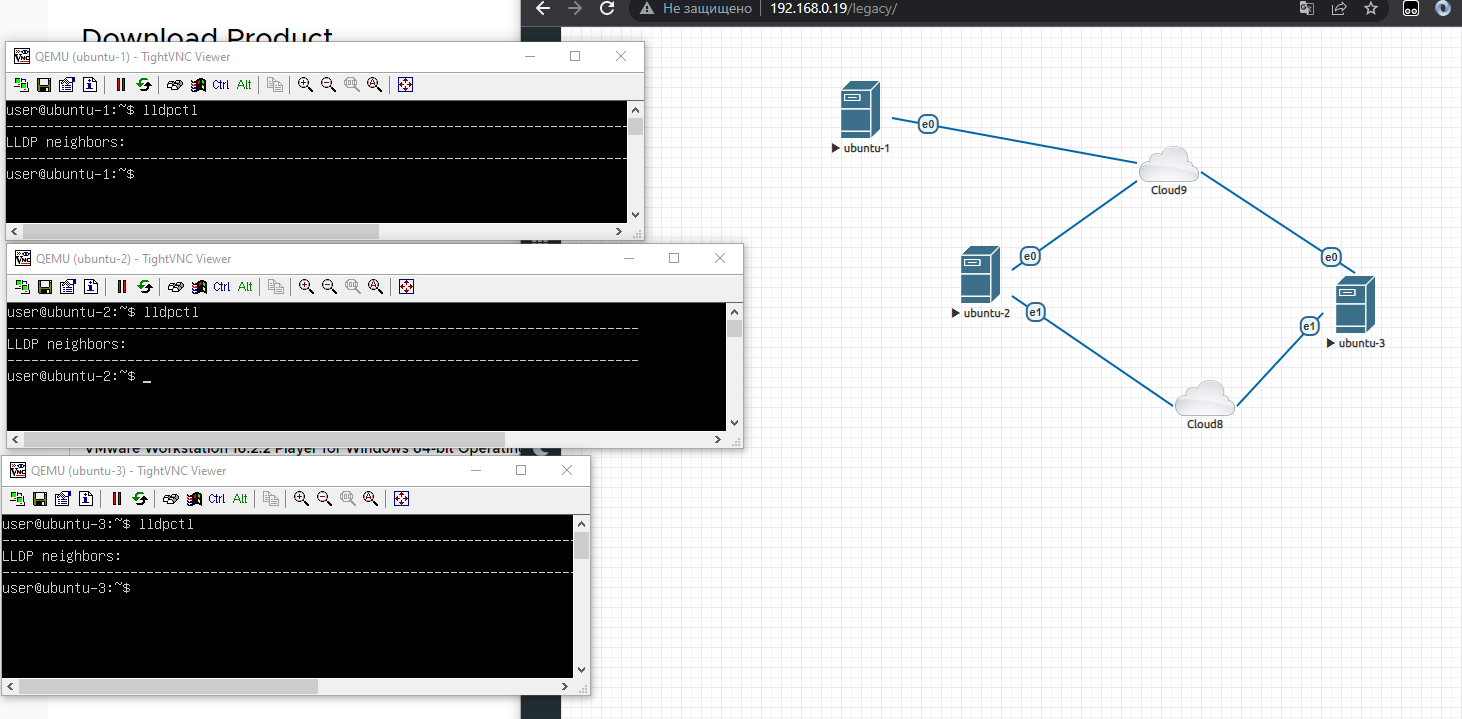 Download Product
Не защищено
192.168.0.19/legacy/
QEMU (ubuntu-1) - TightVNC Viewer
Ctrl Alt
user@ubuntu-1:~$ lldpctl
LLDP neighbors:
user@ubuntu-1:~$
QEMU (ubuntu-2) - TightVNC Viewer
Ctrl Alt
user@ubuntu-2:~$ lldpctl
LLDP neighbors:
user@ubuntu-2:~$ _
VMware Workstation 16.2.2 Player for Windows 64-bit Operating
QEMU (ubuntu-3) - TightVNC Viewer
Ctrl Alt
user@ubuntu-3:~$ lldpctl
LLDP neighbors:
user@ubuntu-3:~$
e0
ubuntu-1
Cloud9
e0
e0
ubuntu-2
e1
e1
ubuntu-3
Cloud8